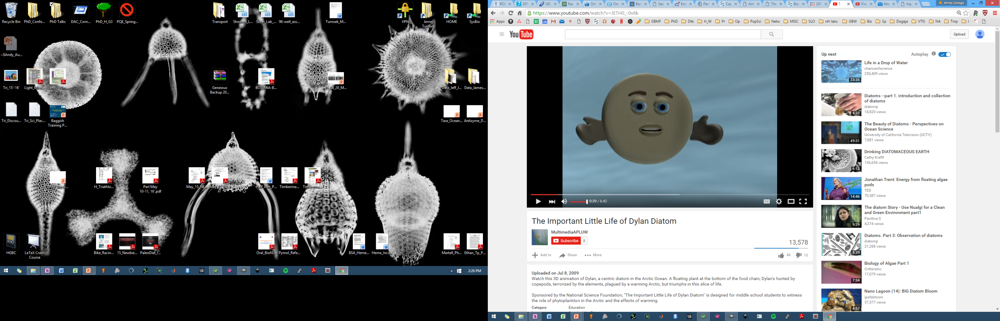 Recycle Bin
PhD_Confe...
PhD Talks
DAC_Com...
PhD_H_G3
PQE_Spring...
Transport
Showers_L...
Silver_Lab_...
96-well_ass...
Turnsek_M...
VPN
Jernej
Turnsek
HOME
SysBio
~$Andy_Au...
Tri_15'-16'
Light_Micr...
Vandy_Win...
Geneious
Backup 20...
BOS-MIA-B...
16_04_20_M...
Data_Jeff_J...
Data_James...
Tri_Discou...
Tri_Sci_Plac...
Baggish
Training P...
Tara_Ocean...
Antizyme_D...
Andy_Austr...
H_Triathlo...
Perl May
10-11, 16'.pdf
May_15_NE...
May_15_NE...
Half_Iron_P...
Timberma...
Timberma...
HGBC
LaTeX Crash
Course
Bike_Racin...
15_Newbie...
PaleoDiet_I...
Oral_Biofil...
Pymol_Refe...
BSA_Heme...
Heme_Incu...
Martell_Ph...
Ethan_Tp_P...
2:26 PM
Jernej Ginkgo
https://www.youtube.com/watch?v=JETH0_-0v6k
Apps
GBMF
PhD
Dtb
H_W
Pr
Op
PopSci
Netw
MISC
SLO
nH labs
GBW
Biz
Sp
Dogaja
VTIS
NA
Tmp
I
YouTube
Upload
0:39 / 6:42
CC
The Important Little Life of Dylan Diatom
MultimediaAPLUW
Subscribe 8
13,578
Add to
Share
More
46
10
Uploaded on Jul 8, 2009
Watch this 3D animation of Dylan, a centric diatom in the Arctic Ocean. A floating plant at the bottom of the food chain, Dylan's hunted by
copepods, terrorized by the elements, plagued by a warming Arctic, but triumphs in this slice of life.
Sponsored by the National Science Foundation, "The Important Little Life of Dylan Diatom" is designed for middle school students to witness
the role of phytoplankton in the Arctic and the effects of warming.
Category Education
Up next
Autoplay
Life in a Drop of Water
chanceofscience
250,409 views
23:35
Diatoms --part 1. introduction and collection
of diatoms
diatomp
14,820 views
4:32
The Beauty of Diatoms - Perspectives on
Ocean Science
University of California Television (UCTV)
7,881 views
49:31
Drinking DIATOMACEOUS EARTH
Cathy Krafft
156,654 views
6:13
Jonathan Trent: Energy from floating algae
pods
TED
70,587 views
14:46
The diatom Story - Use Nualgi for a Clean
and Green Environment part1
Pavithra S
4,374 views
9:29
Diatoms. Part 3: Observation of diatoms
diatomp
21,268 views
5:39
Biology of Algae Part 1
CrittersInc
17,079 views
7:34
Nano Lagoon (14): BIG Diatom Bloom
ipsfdotcom
57,577 views
4:57